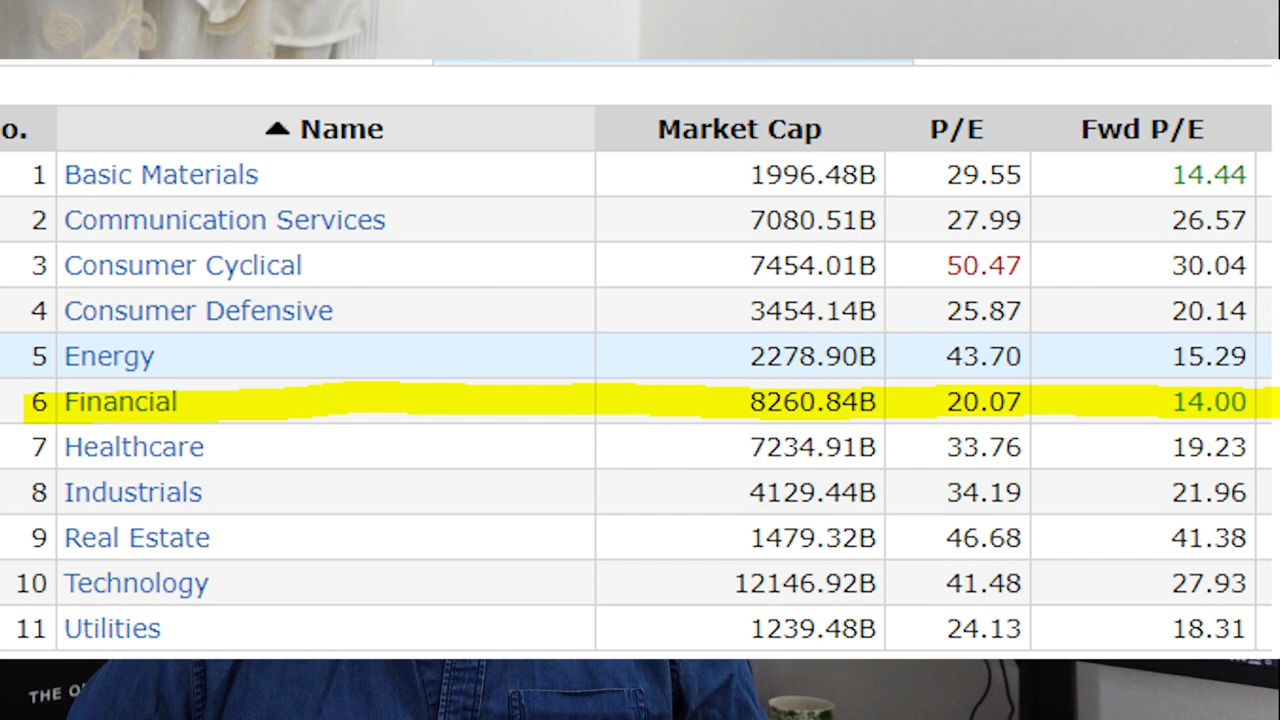 o. ▲ Name Market Cap P/E Fwd P/E
1 Basic Materials 1996.48B 29.55 14.44
2 Communication Services 7080.51B 27.99 26.57
3 Consumer Cyclical 7454.01B 50.47 30.04
4 Consumer Defensive 3454.14B 25.87 20.14
5 Energy 2278.90B 43.70 15.29
6 Financial 8260.84B 20.07 14.00
7 Healthcare 7234.91B 33.76 19.23
8 Industrials 4129.44B 34.19 21.96
9 Real Estate 1479.32B 46.68 41.38
10 Technology 12146.92B 41.48 27.93
11 Utilities 1239.48B 24.13 18.31
THE